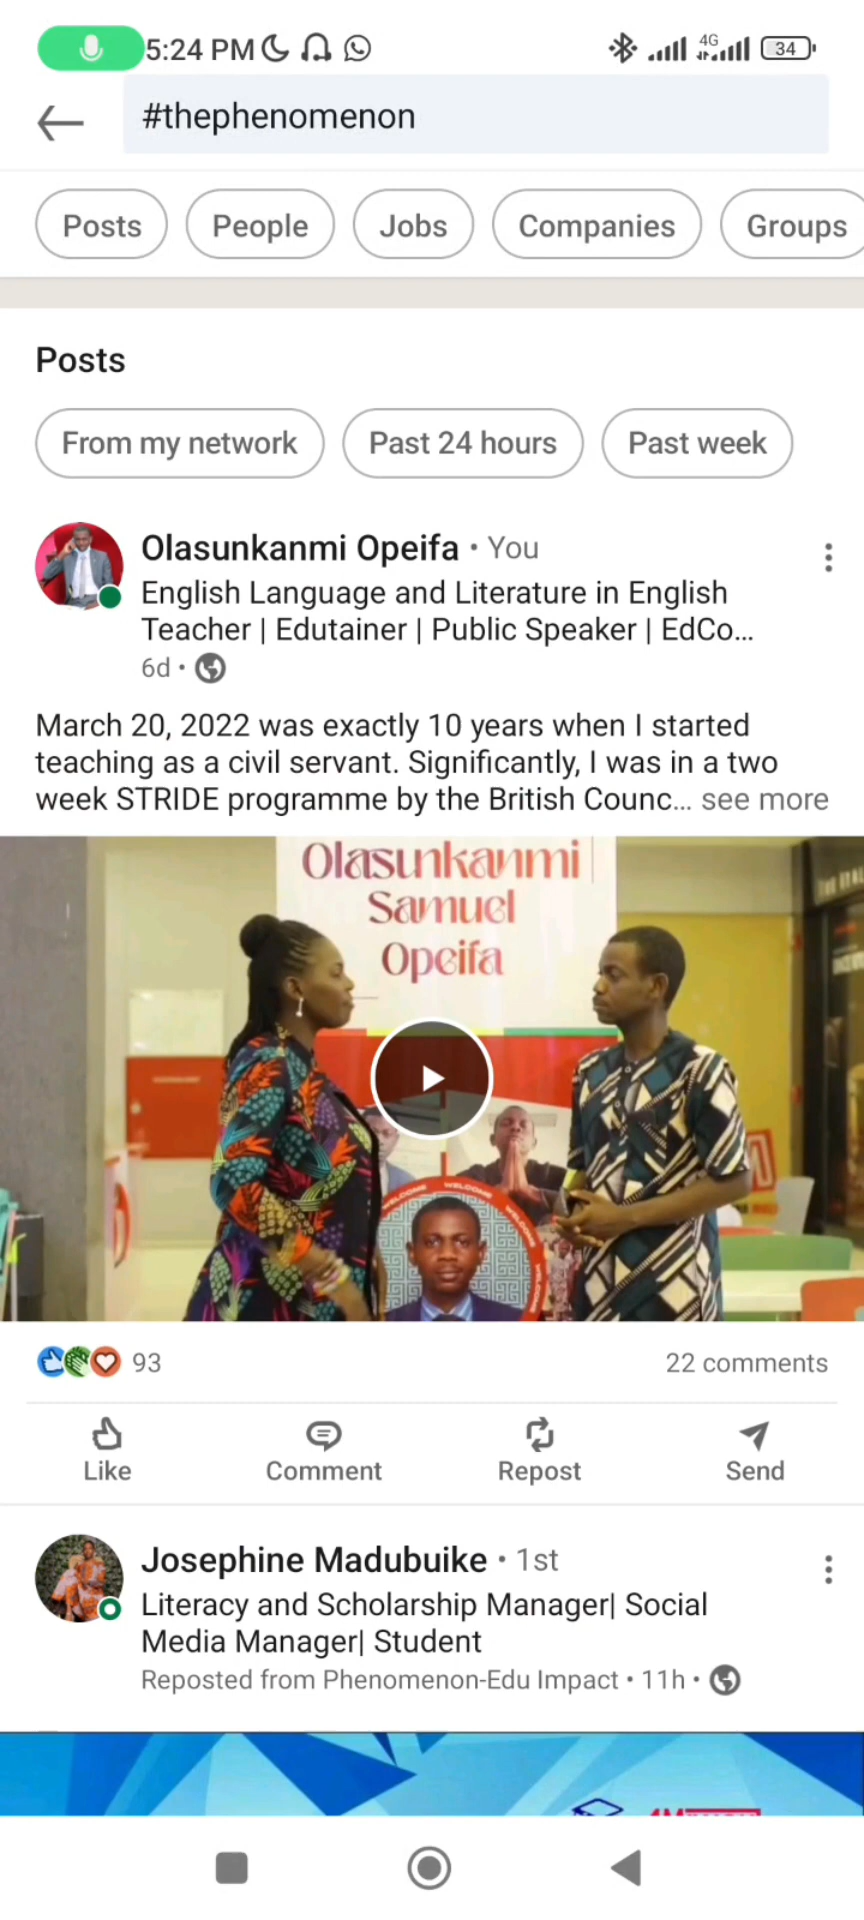 5:24 PM
4G
34
#thephenomenon
Posts
People
Jobs
Companies
Groups
Posts
From my network
Past 24 hours
Past week
Olasunkanmi Opeifa • You
English Language and Literature in English
Teacher | Edutainer | Public Speaker | EdCo...
6d •
March 20, 2022 was exactly 10 years when I started
teaching as a civil servant. Significantly, I was in a two
week STRIDE programme by the British Counc... see more
Olasunkanmi
Samuel
Opeifa
WELCOME WELCOME WELCOME WELCOME
93
22 comments
Like
Comment
Repost
Send
Josephine Madubuike • 1st
Literacy and Scholarship Manager| Social
Media Manager| Student
Reposted from Phenomenon-Edu Impact • 11h •